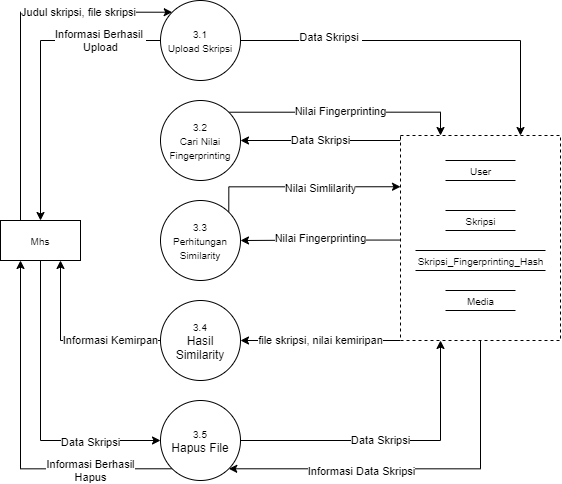 Judul skripsi, file skripsi
3.1
Upload Skripsi
Informasi Berhasil
Upload
Data Skripsi
Nilai Fingerprinting
3.2
Cari Nilai
Fingerprinting
Data Skripsi
User
Nilai Simlilarity
3.3
Perhitungan
Similarity
Skripsi
Nilai Fingerprinting
Mhs
Skripsi_Fingerprinting_Hash
Media
3.4
Hasil
Similarity
Informasi Kemirpan
file skripsi, nilai kemiripan
3.5
Hapus File
Data Skripsi
Data Skripsi
Informasi Berhasil
Hapus
Informasi Data Skripsi